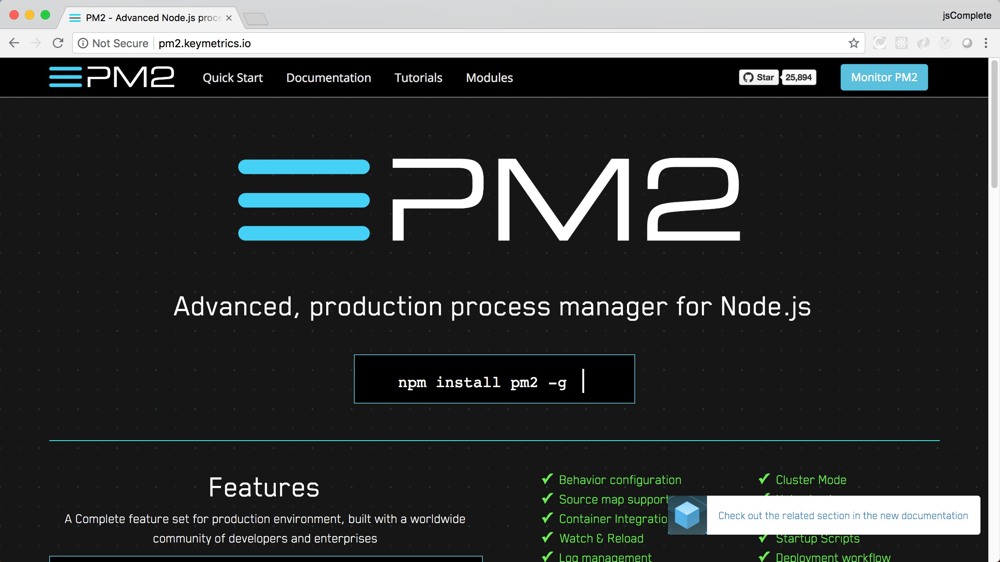 PM2 - Advanced Node.js proce
jsComplete
Not Secure
pm2.keymetrics.io
PM2
Quick Start
Documentation
Tutorials
Modules
Star
25,894
Monitor PM2
PM2
Advanced, production process manager for Node.js
npm install pm2 -g
Features
A Complete feature set for production environment, built with a worldwide
community of developers and enterprises
Behavior configuration
Source map support
Container Integratio
Watch & Reload
Log management
Cluster Mode
Startup Scripts
Deployment workflow
Check out the related section in the new documentation